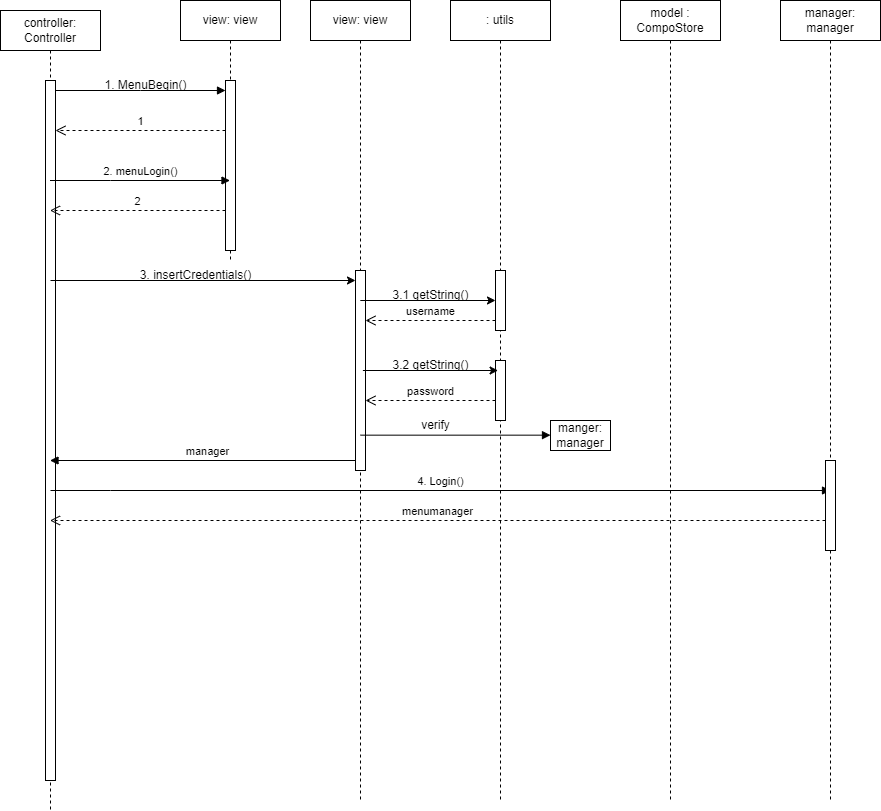 controller:
Controller
view: view
view: view
: utils
model :
CompoStore
manager:
manager
1. MenuBegin()
1
2. menuLogin()
2
3. insertCredentials()
3.1 getString()
username
3.2 getString()
password
verify
manger:
manager
manager
4. Login()
menumanager